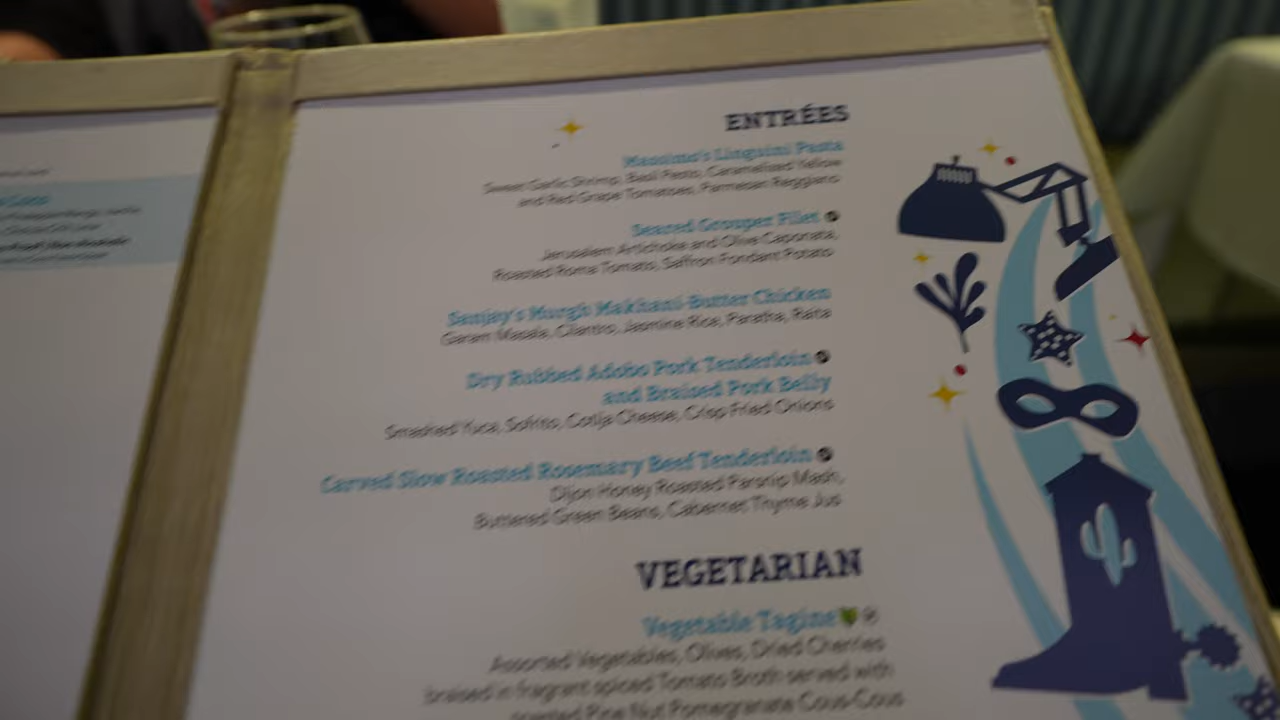 ENTRÉES
Massimo's Linguini Pasta
Sweet Garlic Shrimp, Basil Pesto, Caramelized Yellow
and Red Grape Tomatoes, Parmesan Reggiano
Seared Grouper Filet
Jerusalem Artichoke and Olive Caponata,
Roasted Roma Tomato, Saffron Fondant Potato
Sanjay's Murgh Makhani-Butter Chicken
Garam Masala, Cilantro, Jasmine Rice, Paratha, Raita
Dry Rubbed Adobo Pork Tenderloin
and Braised Pork Belly
Smashed Yuca, Sofrito, Cotija Cheese, Crisp Fried Onions
Carved Slow Roasted Rosemary Beef Tenderloin
Dijon Honey Roasted Parsnip Mash,
Buttered Green Beans, Cabernet Thyme Jus
VEGETARIAN
Vegetable Tagine
Assorted Vegetables, Olives, Dried Cherries
braised in fragrant spiced Tomato Broth served with
toasted Pine Nut Pomegranate Cous-Cous